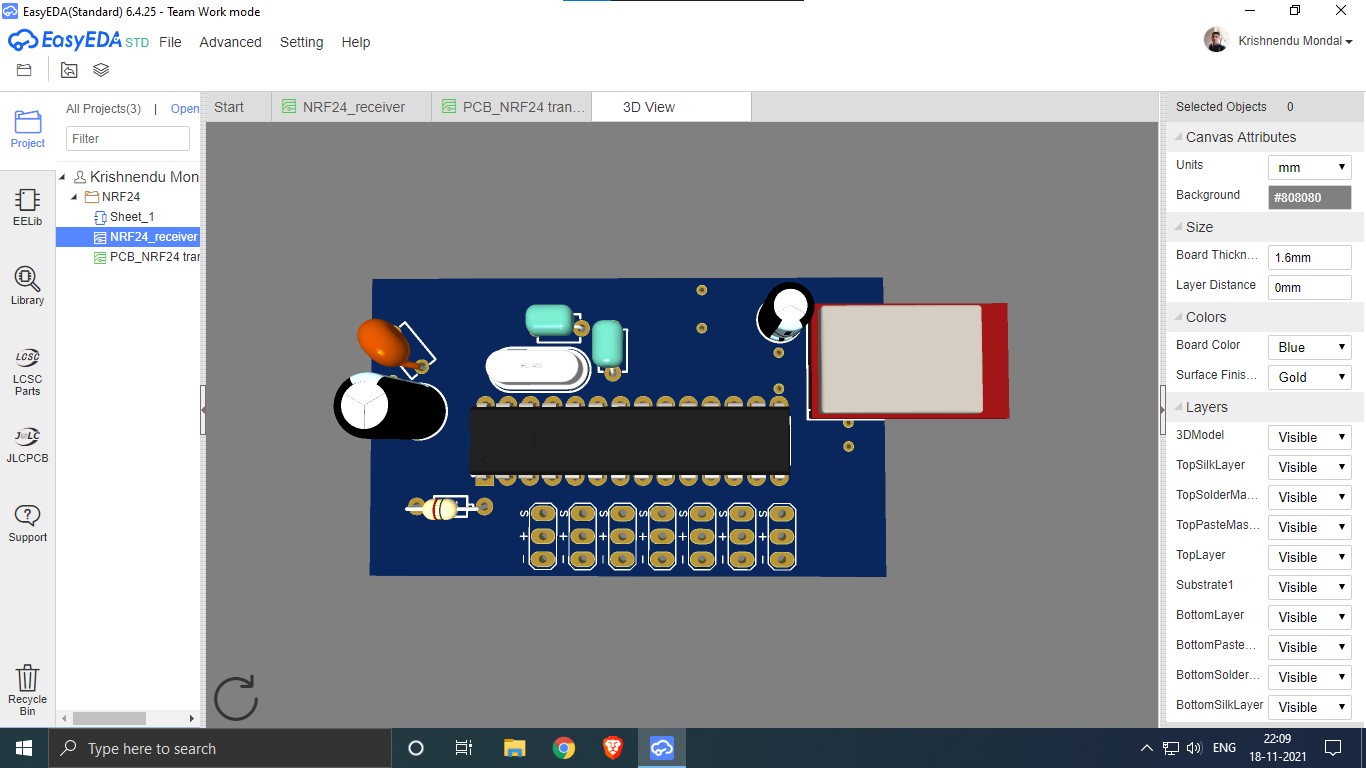 EasyEDA(Standard) 6.4.25 - Team Work mode
EasyEDA STD File Advanced Setting Help
Krishnendu Mondal
All Projects(3) | Open
Start NRF24_receiver PCB_NRF24 tran… 3D View
Selected Objects 0
Project
Filter
Krishnendu Mon
NRF24
Sheet_1
NRF24_receiver
PCB_NRF24 trar
EELib
Library
LCSC
LCSC
Parts
JLC
JLCPCB
Support
Recycle
Bin
Canvas Attributes
Units mm
Background #808080
Size
Board Thickn… 1.6mm
Layer Distance 0mm
Colors
Board Color Blue
Surface Finis… Gold
Layers
3DModel Visible
TopSilkLayer Visible
TopSolderMa… Visible
TopPasteMas… Visible
TopLayer Visible
Substrate1 Visible
BottomLayer Visible
BottomPaste… Visible
BottomSolder… Visible
BottomSilkLayer Visible
S S S S S S S
+ + + + + + +
- - - - - - -
Type here to search
ENG
22:09
18-11-2021